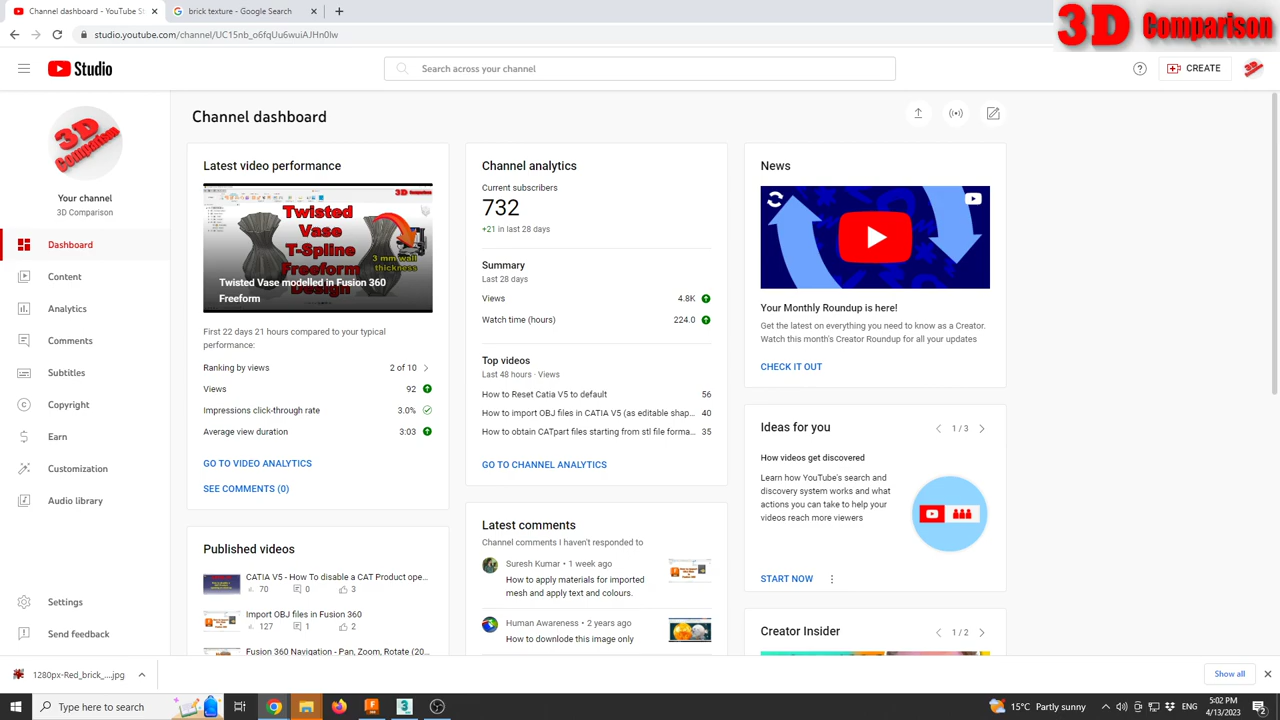 Channel dashboard - YouTube St
brick texture - Google Search
3D Comparison
studio.youtube.com/channel/UC15nb_o6fqUu6wuiAJHn0lw
Studio
Search across your channel
CREATE
3D Comparison
Your channel
3D Comparison
Dashboard
Content
Analytics
Comments
Subtitles
Copyright
Earn
Customization
Audio library
Settings
Send feedback
Channel dashboard
Latest video performance
3D Comparison
Twisted
Vase
T-Spline
Freeform
Design
3 mm wall
thickness
Twisted Vase modelled in Fusion 360
Freeform
First 22 days 21 hours compared to your typical
performance:
Ranking by views 2 of 10
Views 92
Impressions click-through rate 3.0%
Average view duration 3:03
GO TO VIDEO ANALYTICS
SEE COMMENTS (0)
Published videos
CATIA V5 - How To disable a CAT Product ope...
70 0 3
Import OBJ files in Fusion 360
127 1 2
Fusion 360 Navigation - Pan, Zoom, Rotate (20...
Channel analytics
Current subscribers
732
+21 in last 28 days
Summary
Last 28 days
Views 4.8K
Watch time (hours) 224.0
Top videos
Last 48 hours · Views
How to Reset Catia V5 to default 56
How to import OBJ files in CATIA V5 (as editable shap... 40
How to obtain CATpart files starting from stl file forma... 35
GO TO CHANNEL ANALYTICS
Latest comments
Channel comments I haven't responded to
Suresh Kumar • 1 week ago
How to apply materials for imported
mesh and apply text and colours.
Human Awareness • 2 years ago
How to downlode this image only
News
Your Monthly Roundup is here!
Get the latest on everything you need to know as a Creator.
Watch this month's Creator Roundup for all your updates
CHECK IT OUT
Ideas for you
1 / 3
How videos get discovered
Learn how YouTube's search and
discovery system works and what
actions you can take to help your
videos reach more viewers
START NOW
Creator Insider
1 / 2
1280px-Red_brick_....jpg
Show all
Type here to search
15°C Partly sunny
ENG
5:02 PM
4/13/2023
2